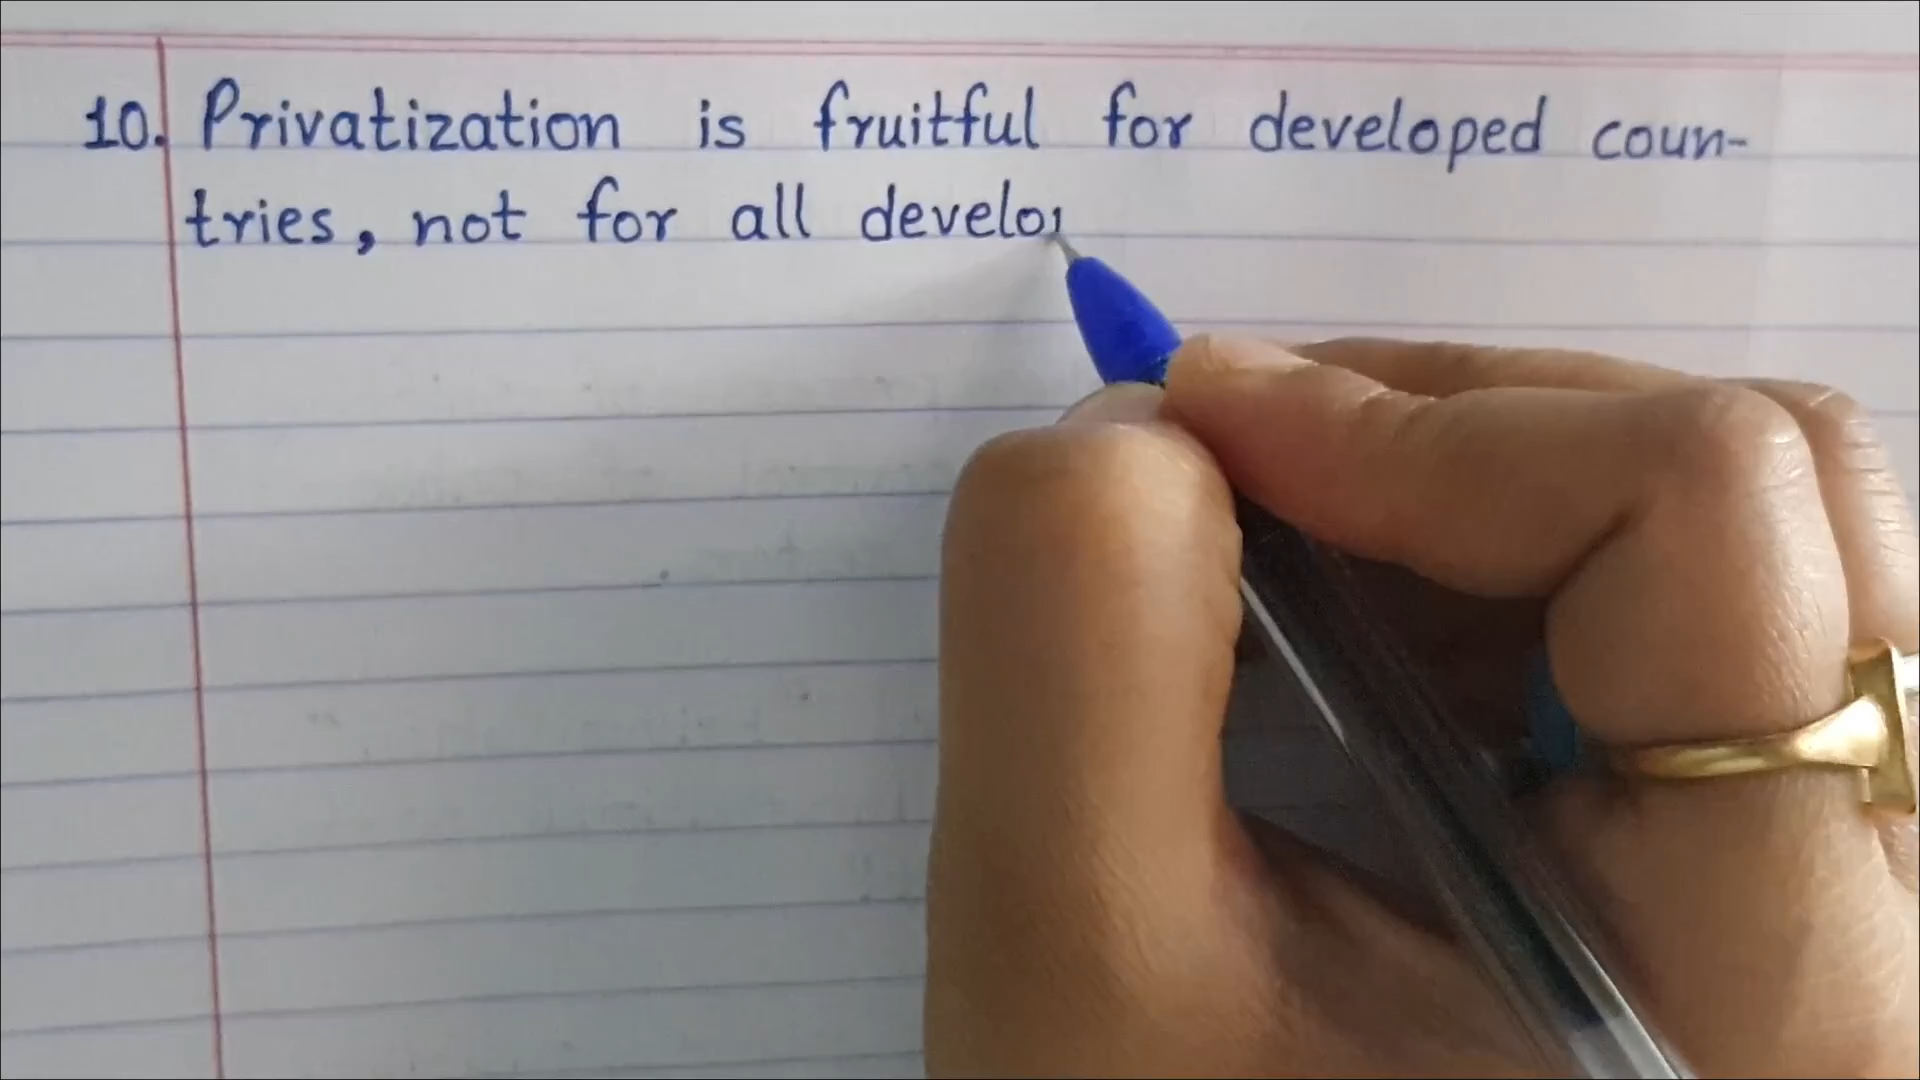 10. Privatization is fruitful for developed coun-
tries, not for all develo